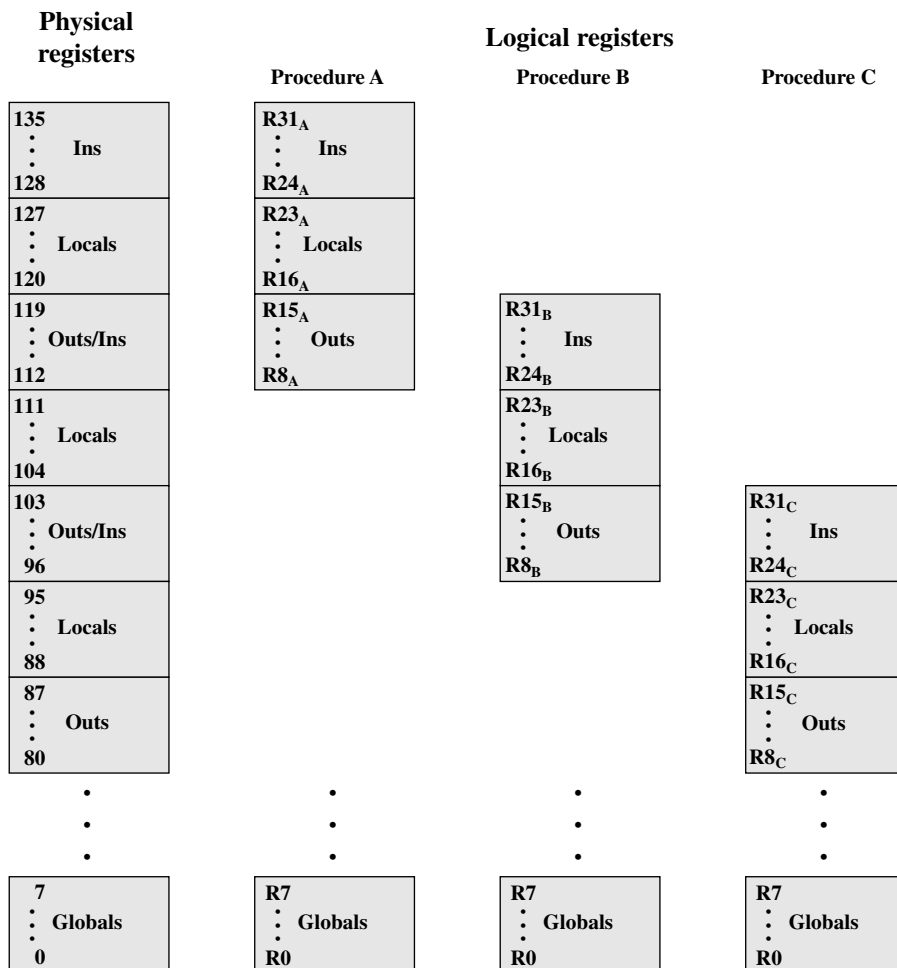 Physical
registers
Logical registers
Procedure A
Procedure B
Procedure C
135
Ins
128
127
Locals
120
119
Outs/Ins
112
111
Locals
104
103
Outs/Ins
96
95
Locals
88
87
Outs
80
7
Globals
0
R31A
Ins
R24A
R23A
Locals
R16A
R15A
Outs
R8A
R7
Globals
R0
R31B
Ins
R24B
R23B
Locals
R16B
R15B
Outs
R8B
R7
Globals
R0
R31C
Ins
R24C
R23C
Locals
R16C
R15C
Outs
R8C
R7
Globals
R0